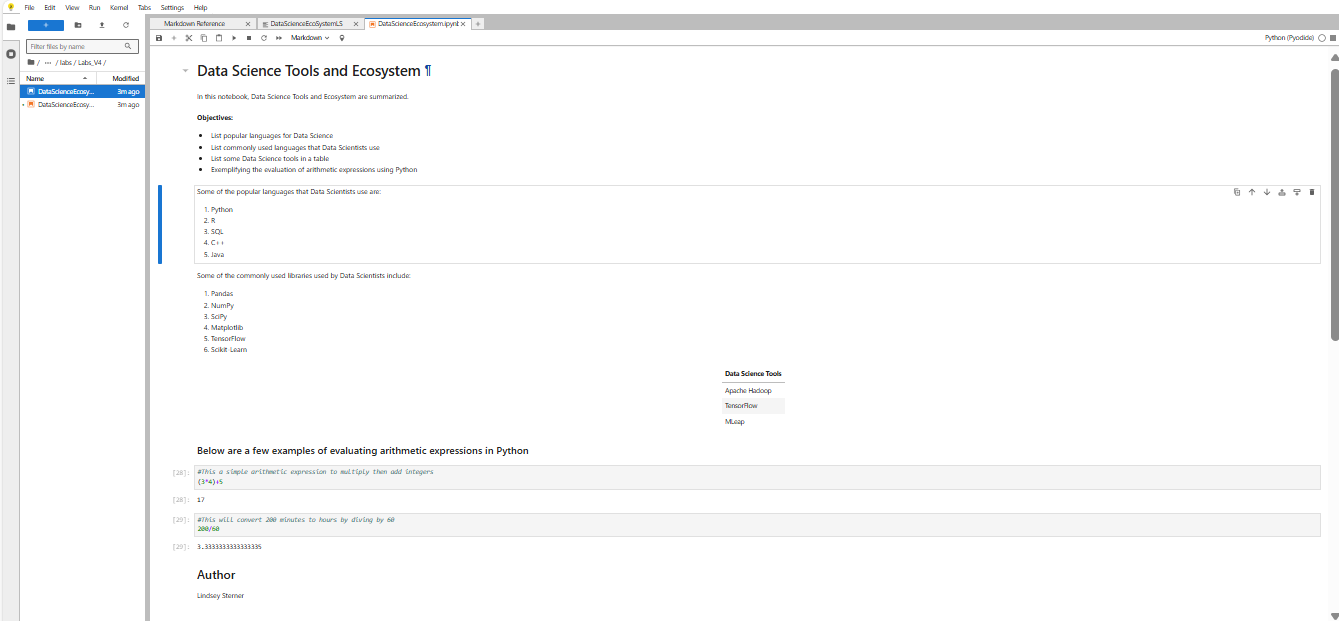 File Edit View Run Kernel Tabs Settings Help
Filter files by name
/ ··· / labs / Labs_V4 /
Name Modified
DataScienceEcosy... 3m ago
DataScienceEcosy... 3m ago
Markdown Reference
DataScienceEcoSystemLS
DataScienceEcosystem.ipynb
Markdown
Python (Pyodide)
Data Science Tools and Ecosystem ¶
In this notebook, Data Science Tools and Ecosystem are summarized.
Objectives:
• List popular languages for Data Science
• List commonly used languages that Data Scientists use
• List some Data Science tools in a table
• Exemplifying the evaluation of arithmetic expressions using Python
Some of the popular languages that Data Scientists use are:
1. Python
2. R
3. SQL
4. C++
5. Java
Some of the commonly used libraries used by Data Scientists include:
1. Pandas
2. NumPy
3. SciPy
4. Matplotlib
5. TensorFlow
6. Scikit-Learn
Data Science Tools
Apache Hadoop
TensorFlow
MLeap
Below are a few examples of evaluating arithmetic expressions in Python
[28]: #This a simple arithmetic expression to multiply then add integers
(3*4)+5
[28]: 17
[29]: #This will convert 200 minutes to hours by diving by 60
200/60
[29]: 3.3333333333333335
Author
Lindsey Sterner